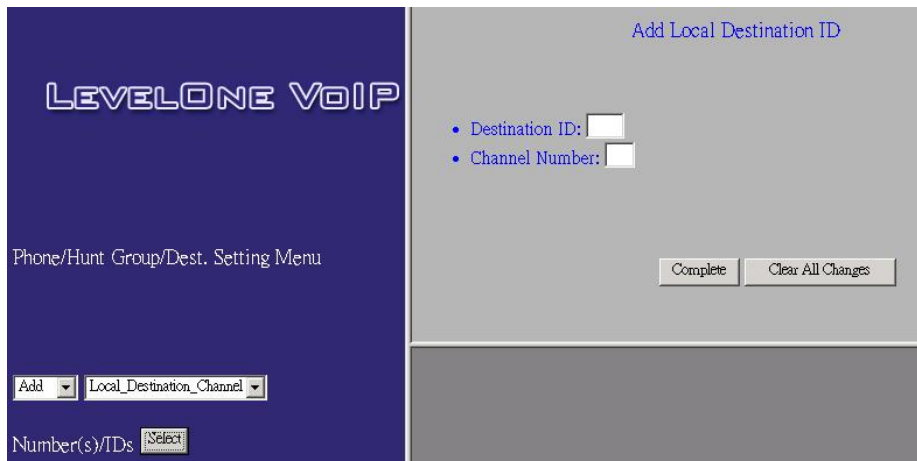 LEVELONE VOIP
Phone/Hunt Group/Dest. Setting Menu
Add Local_Destination_Channel
Number(s)/IDs Select
Add Local Destination ID
Destination ID:
Channel Number:
Complete Clear All Changes